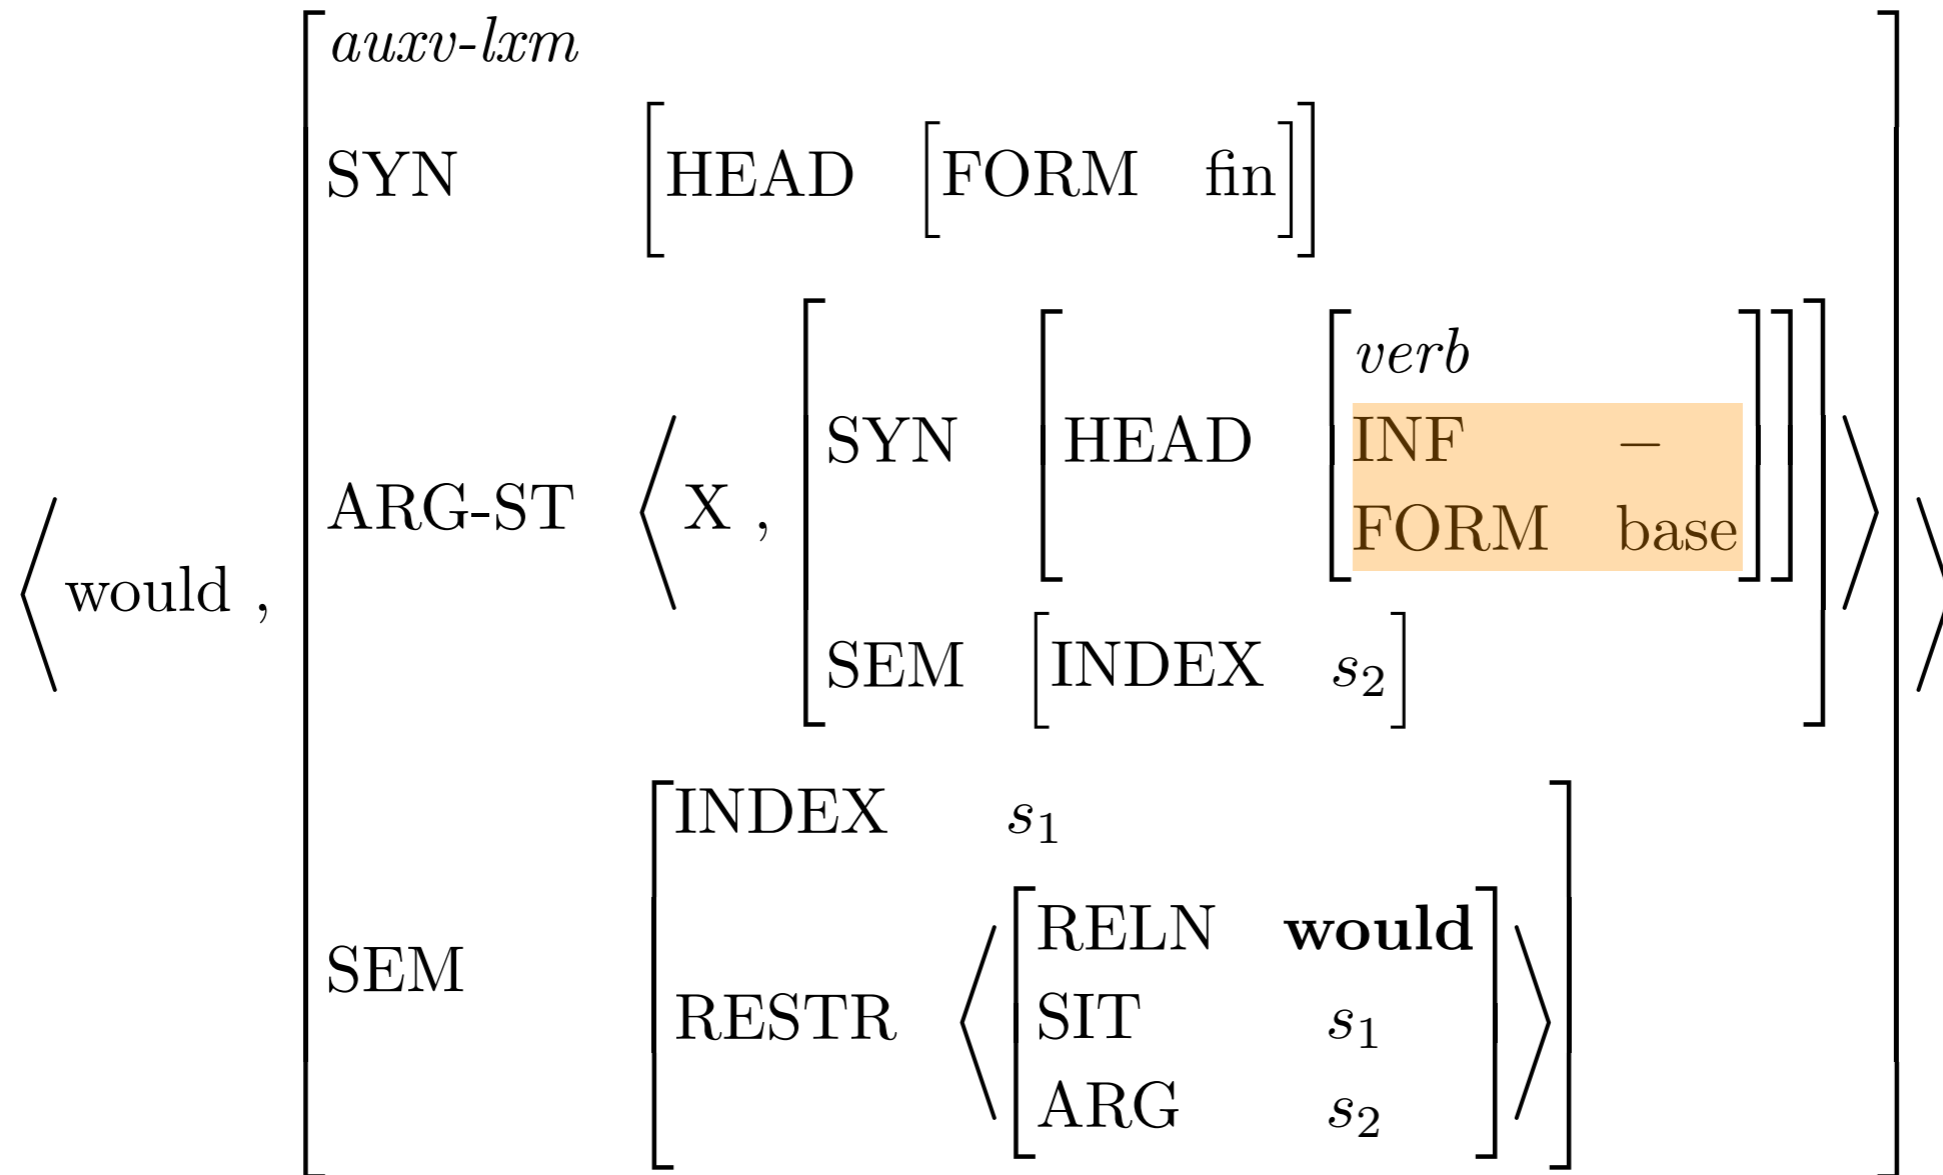 auxv-lxm
SYN [HEAD [FORM fin]]
verb
SYN [HEAD [INF −
ARG-ST ⟨ X , FORM base]]
⟨ would ,
SEM [INDEX s₂] ⟩
INDEX s₁
RELN would
SEM
RESTR ⟨ SIT s₁ ⟩
ARG s₂ ⟩